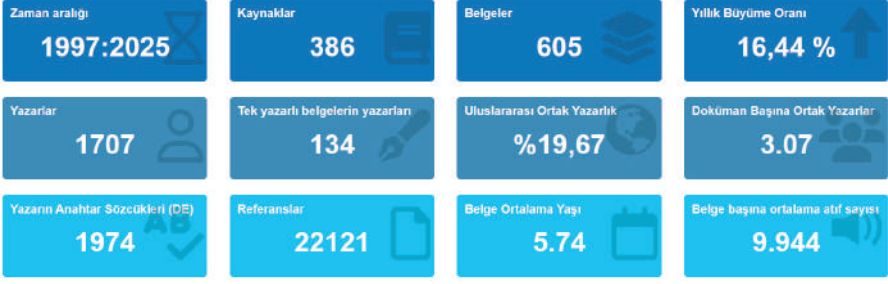 Zaman aralığı
1997:2025
Kaynaklar
386
Belgeler
605
Yıllık Büyüme Oranı
16,44 %
Yazarlar
1707
Tek yazarlı belgelerin yazarları
134
Uluslararası Ortak Yazarlık
%19,67
Doküman Başına Ortak Yazarlar
3.07
Yazarın Anahtar Sözcükleri (DE)
1974
Referanslar
22121
Belge Ortalama Yaşı
5.74
Belge başına ortalama atıf sayısı
9.944
AB